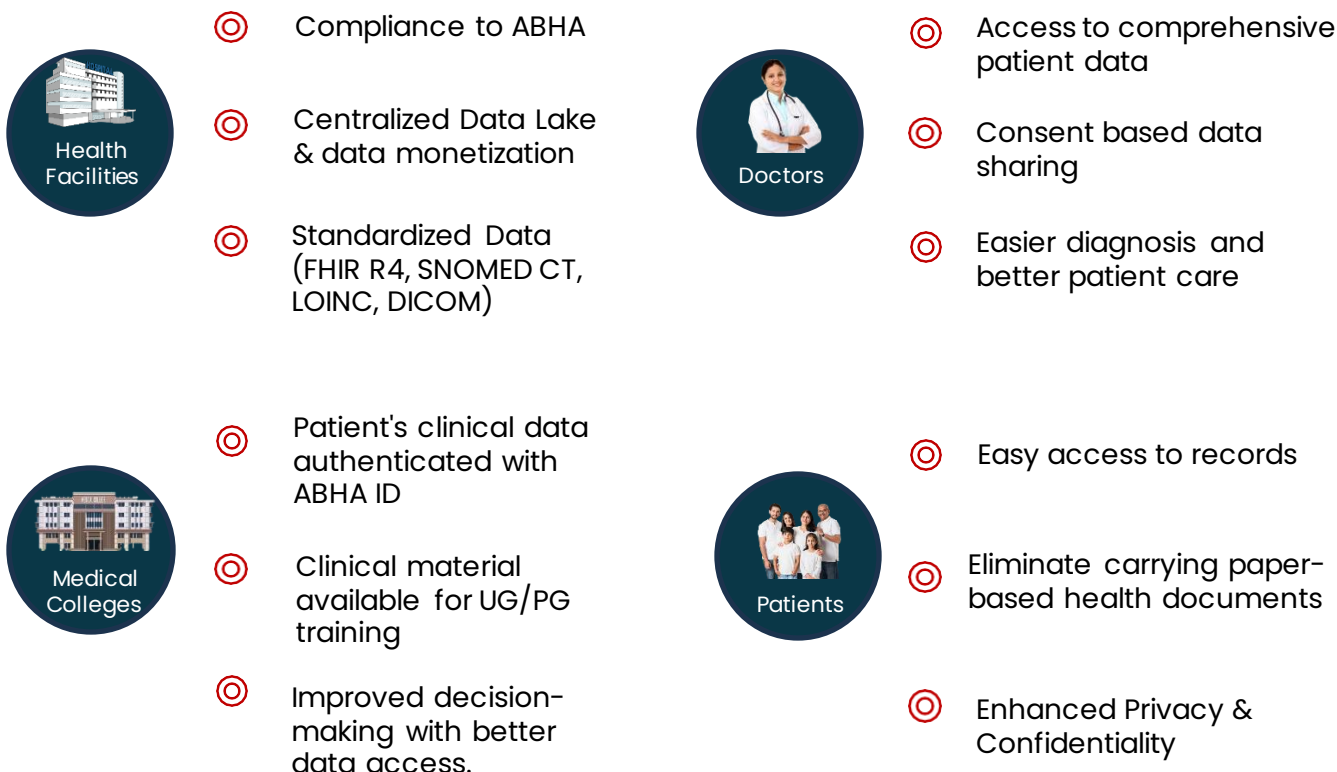 Health
Facilities
Compliance to ABHA
Centralized Data Lake
& data monetization
Standardized Data
(FHIR R4, SNOMED CT,
LOINC, DICOM)
Doctors
Access to comprehensive
patient data
Consent based data
sharing
Easier diagnosis and
better patient care
Medical
Colleges
Patient's clinical data
authenticated with
ABHA ID
Clinical material
available for UG/PG
training
Improved decision-
making with better
data access.
Patients
Easy access to records
Eliminate carrying paper-
based health documents
Enhanced Privacy &
Confidentiality